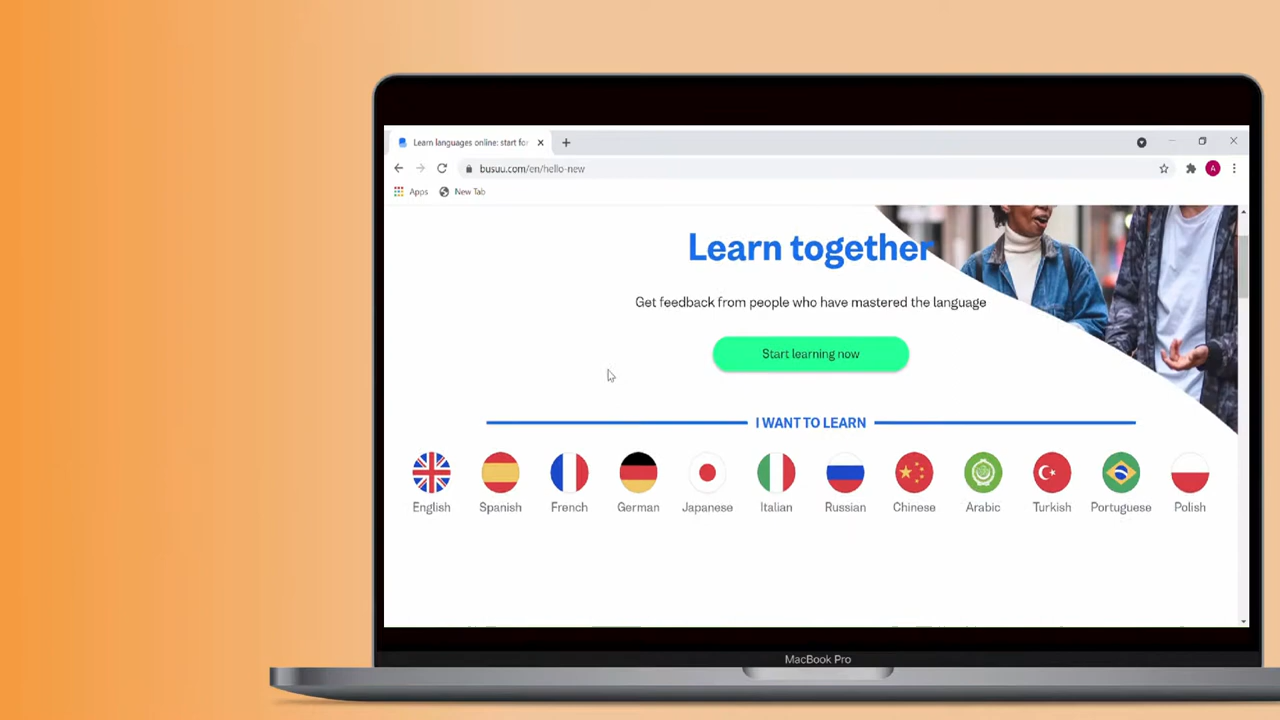 Learn languages online: start for
busuu.com/en/hello-new
A
Apps
New Tab
Learn together
Get feedback from people who have mastered the language
Start learning now
I WANT TO LEARN
English Spanish French German Japanese Italian Russian Chinese Arabic Turkish Portuguese Polish
MacBook Pro